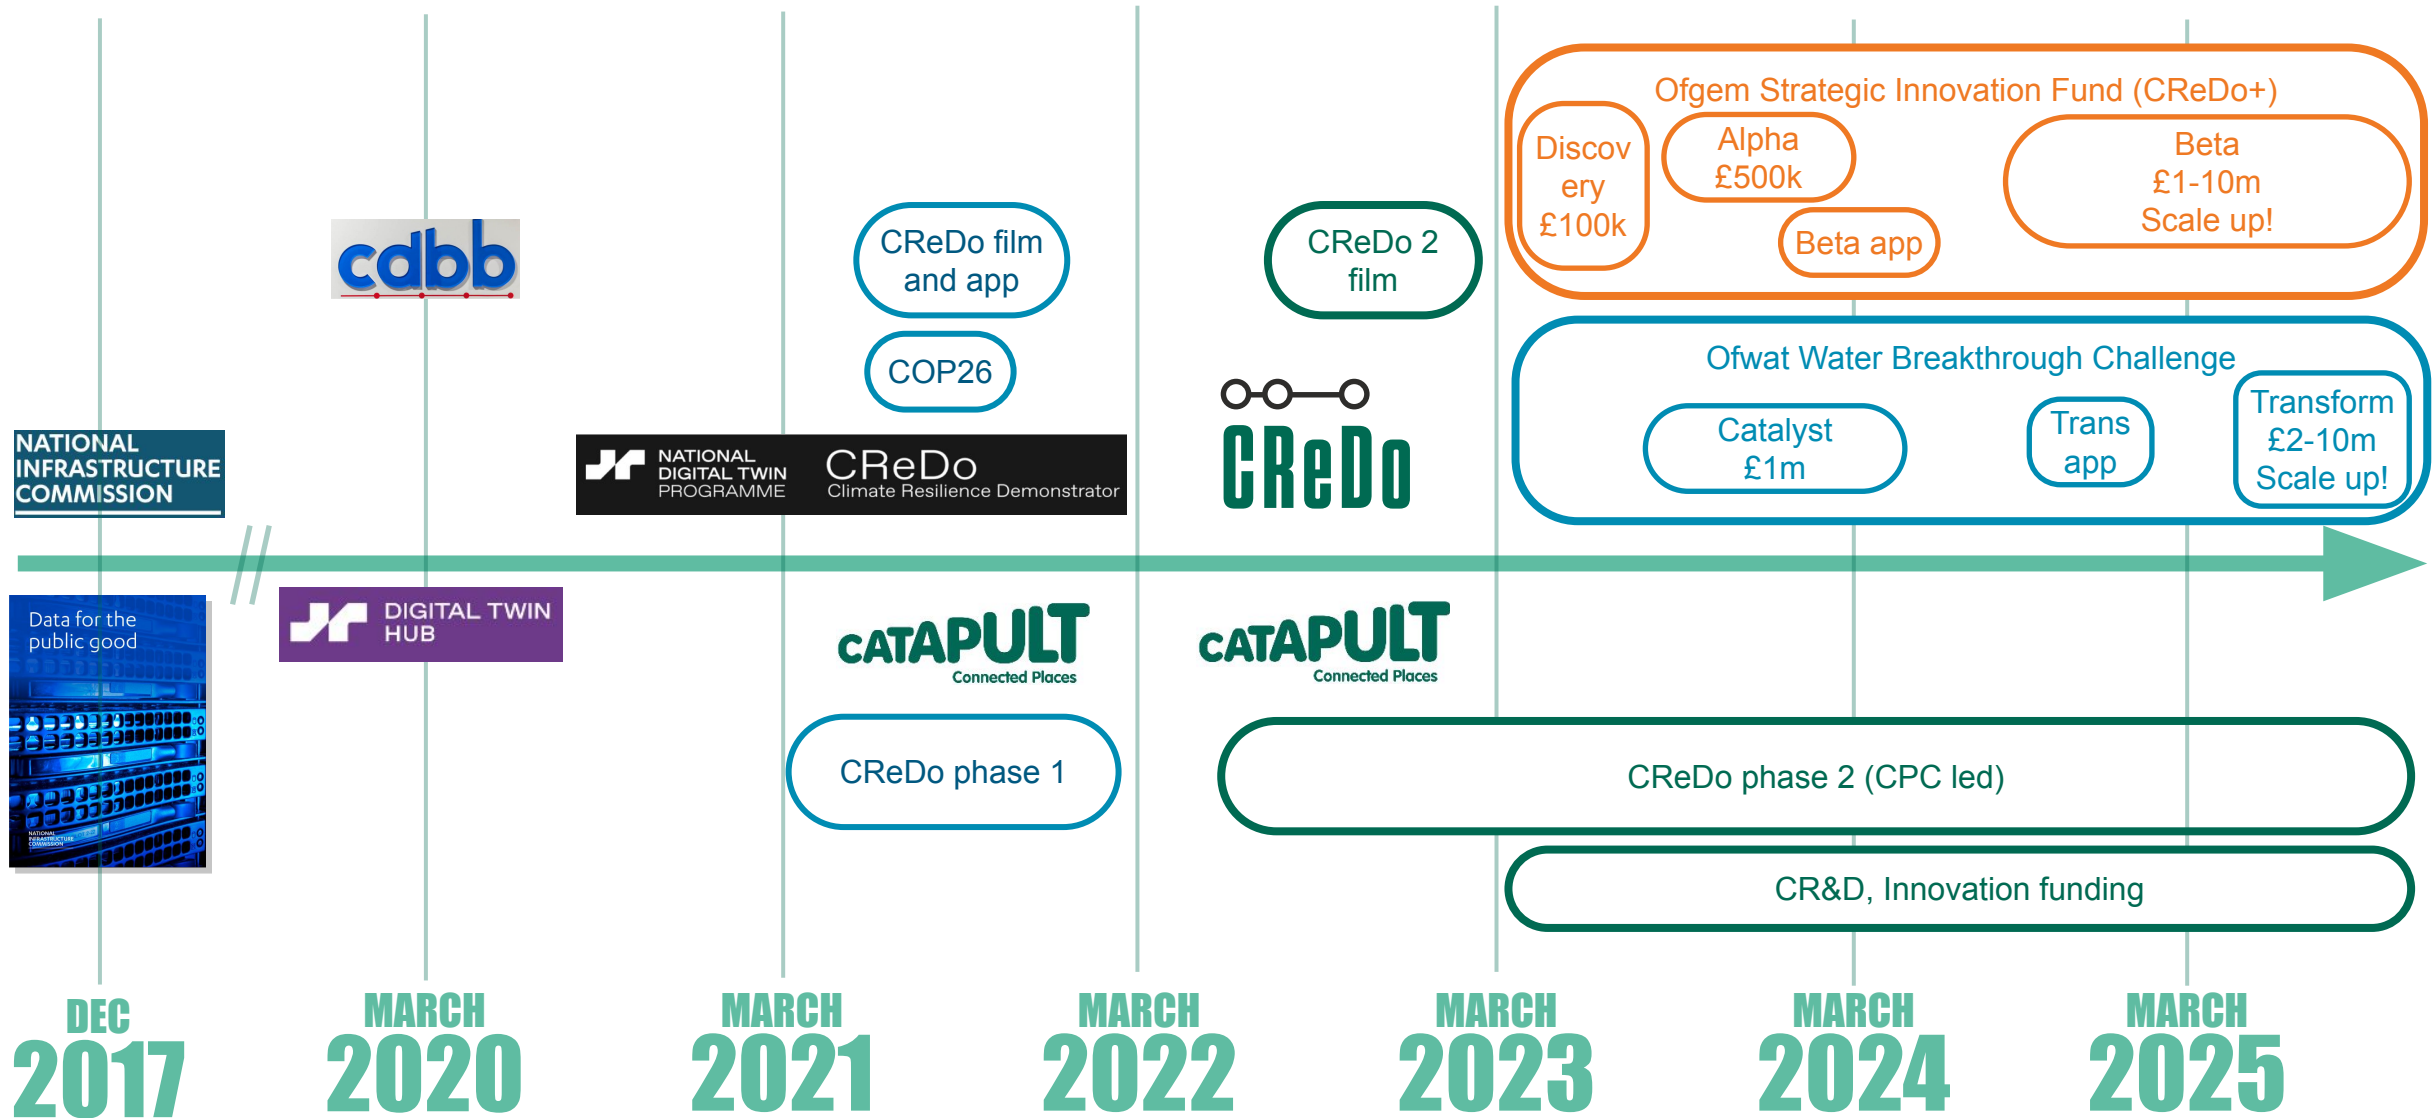 Ofgem Strategic Innovation Fund (CReDo+)
Discov
ery
£100k
Alpha
£500k
Beta app
Beta
£1-10m
Scale up!
cdbb
CReDo film
and app
COP26
CReDo 2
film
Ofwat Water Breakthrough Challenge
Catalyst
£1m
Trans
app
Transform
£2-10m
Scale up!
NATIONAL
INFRASTRUCTURE
COMMISSION
NATIONAL
DIGITAL TWIN
PROGRAMME
CReDo
Climate Resilience Demonstrator
CReDo
Data for the
public good
NATIONAL
INFRASTRUCTURE
COMMISSION
DIGITAL TWIN
HUB
CATAPULT
Connected Places
CATAPULT
Connected Places
CReDo phase 1
CReDo phase 2 (CPC led)
CR&D, Innovation funding
DEC
2017
MARCH
2020
MARCH
2021
MARCH
2022
MARCH
2023
MARCH
2024
MARCH
2025